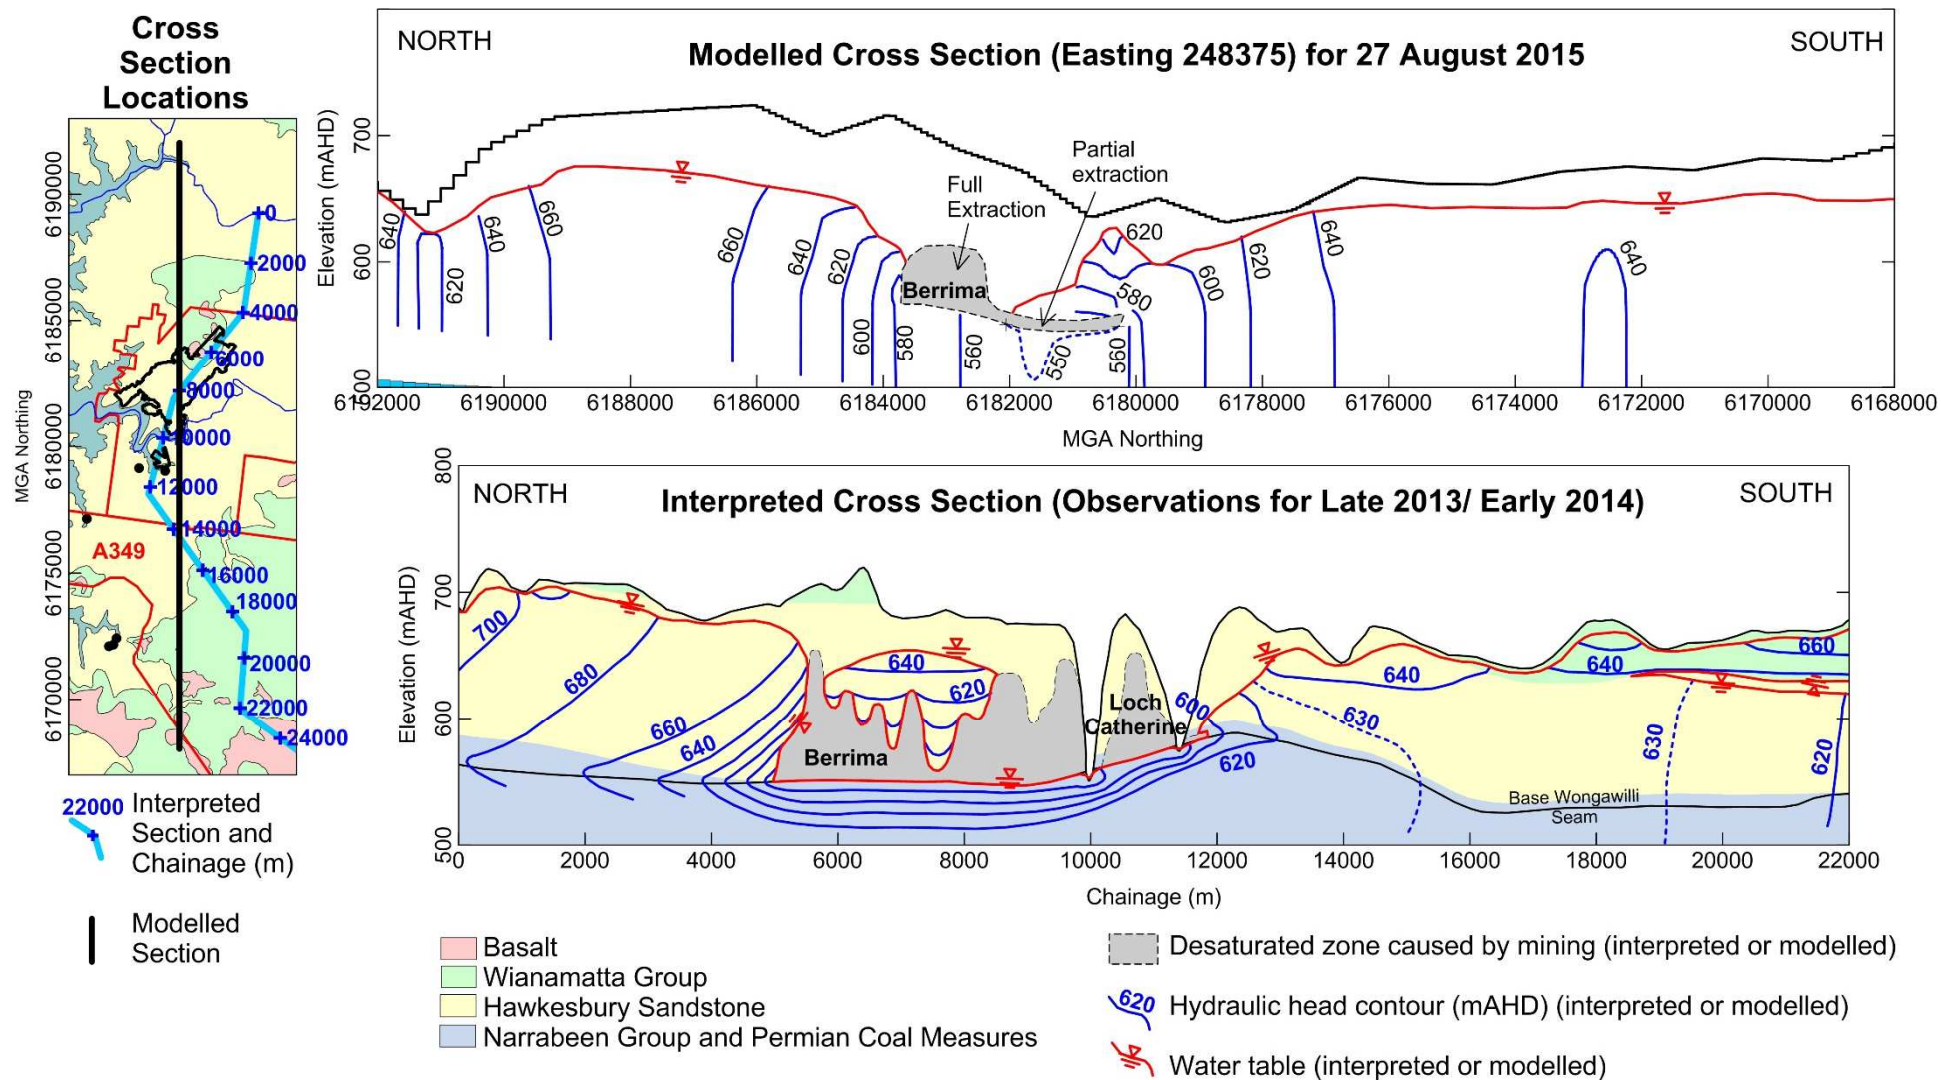 Cross
Section
Locations
MGA Northing
6190000
6185000
6180000
6175000
6170000
0
2000
4000
6000
8000
10000
12000
14000
A349
16000
18000
20000
22000
24000
22000 Interpreted
Section and
Chainage (m)
Modelled
Section
NORTH
Modelled Cross Section (Easting 248375) for 27 August 2015
SOUTH
Elevation (mAHD)
700
600
500
Partial
extraction
Full
Extraction
Berrima
640
620
640
660
660
640
620
600
580
560
550
560
580
620
600
620
640
640
6192000 6190000 6188000 6186000 6184000 6182000 6180000 6178000 6176000 6174000 6172000 6170000 6168000
MGA Northing
NORTH
Interpreted Cross Section (Observations for Late 2013/ Early 2014)
SOUTH
Elevation (mAHD)
800
700
600
500
700
680
660
640
640
620
Berrima
Loch
Catherine
600
620
630
640
640
660
630
620
Base Wongawilli
Seam
50 2000 4000 6000 8000 10000 12000 14000 16000 18000 20000 22000
Chainage (m)
Basalt
Wianamatta Group
Hawkesbury Sandstone
Narrabeen Group and Permian Coal Measures
Desaturated zone caused by mining (interpreted or modelled)
620 Hydraulic head contour (mAHD) (interpreted or modelled)
Water table (interpreted or modelled)